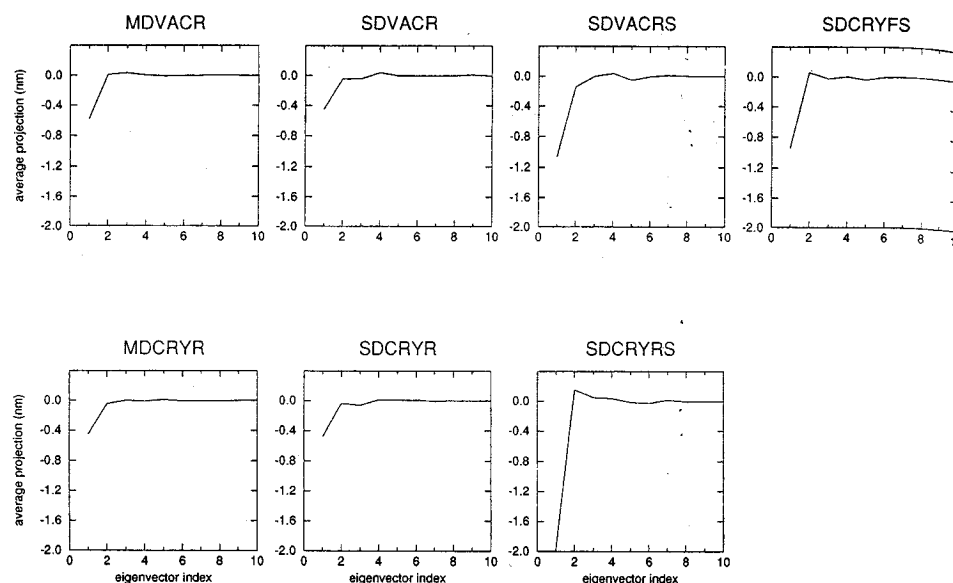 MDVACR SDVACR SDVACRS SDCRYFS
average projection (nm)
0.0 0.0 0.0 0.0
-0.4 -0.4 -0.4 -0.4
-0.8 -0.8 -0.8 -0.8
-1.2 -1.2 -1.2 -1.2
-1.6 -1.6 -1.6 -1.6
-2.0 -2.0 -2.0 -2.0
0 2 4 6 8 10 0 2 4 6 8 10 0 2 4 6 8 10 0 2 4 6 8 1
MDCRYR SDCRYR SDCRYRS
average projection (nm)
0.0 0.0 0.0
-0.4 -0.4 -0.4
-0.8 -0.8 -0.8
-1.2 -1.2 -1.2
-1.6 -1.6 -1.6
-2.0 -2.0 -2.0
0 2 4 6 8 10 0 2 4 6 8 10 0 2 4 6 8 10
eigenvector index eigenvector index eigenvector index